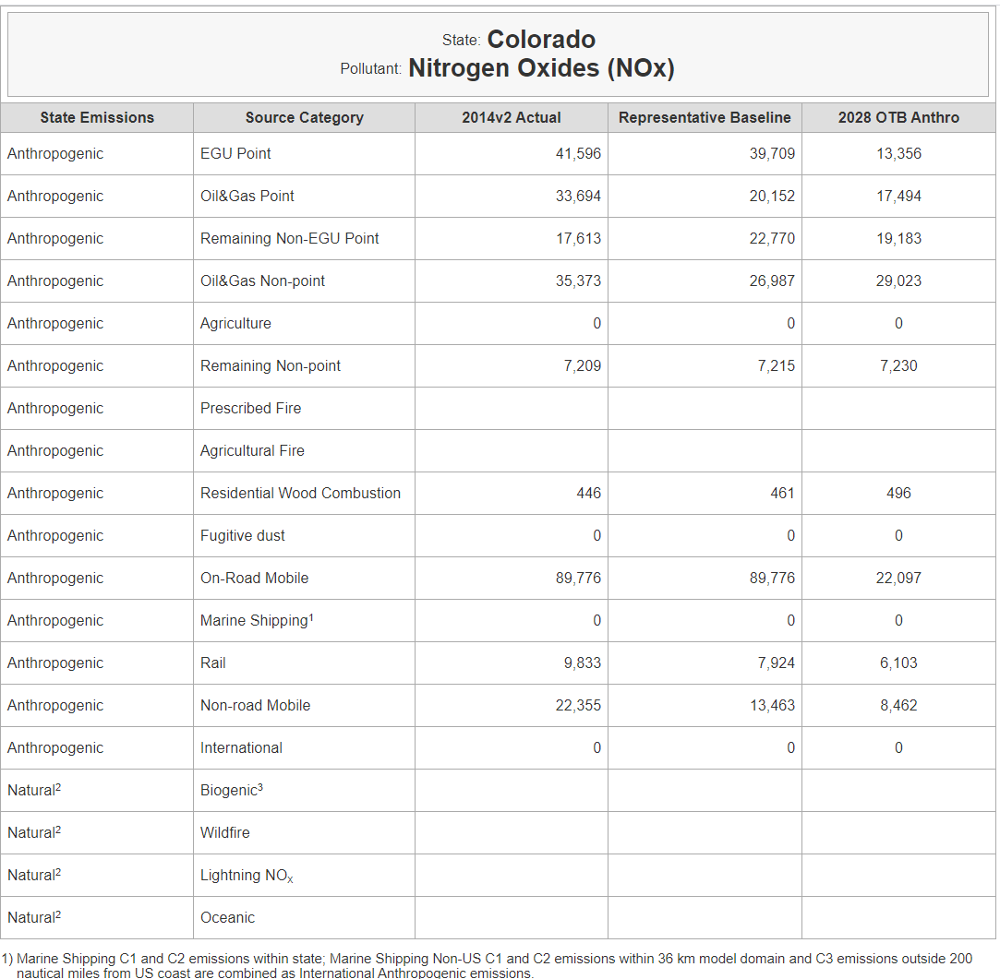 State: Colorado
Pollutant: Nitrogen Oxides (NOx)
State Emissions Source Category 2014v2 Actual Representative Baseline 2028 OTB Anthro
Anthropogenic EGU Point 41,596 39,709 13,356
Anthropogenic Oil&Gas Point 33,694 20,152 17,494
Anthropogenic Remaining Non-EGU Point 17,613 22,770 19,183
Anthropogenic Oil&Gas Non-point 35,373 26,987 29,023
Anthropogenic Agriculture 0 0 0
Anthropogenic Remaining Non-point 7,209 7,215 7,230
Anthropogenic Prescribed Fire
Anthropogenic Agricultural Fire
Anthropogenic Residential Wood Combustion 446 461 496
Anthropogenic Fugitive dust 0 0 0
Anthropogenic On-Road Mobile 89,776 89,776 22,097
Anthropogenic Marine Shipping¹ 0 0 0
Anthropogenic Rail 9,833 7,924 6,103
Anthropogenic Non-road Mobile 22,355 13,463 8,462
Anthropogenic International 0 0 0
Natural² Biogenic³
Natural² Wildfire
Natural² Lightning NOₓ
Natural² Oceanic
1) Marine Shipping C1 and C2 emissions within state; Marine Shipping Non-US C1 and C2 emissions within 36 km model domain and C3 emissions outside 200
nautical miles from US coast are combined as International Anthropogenic emissions.